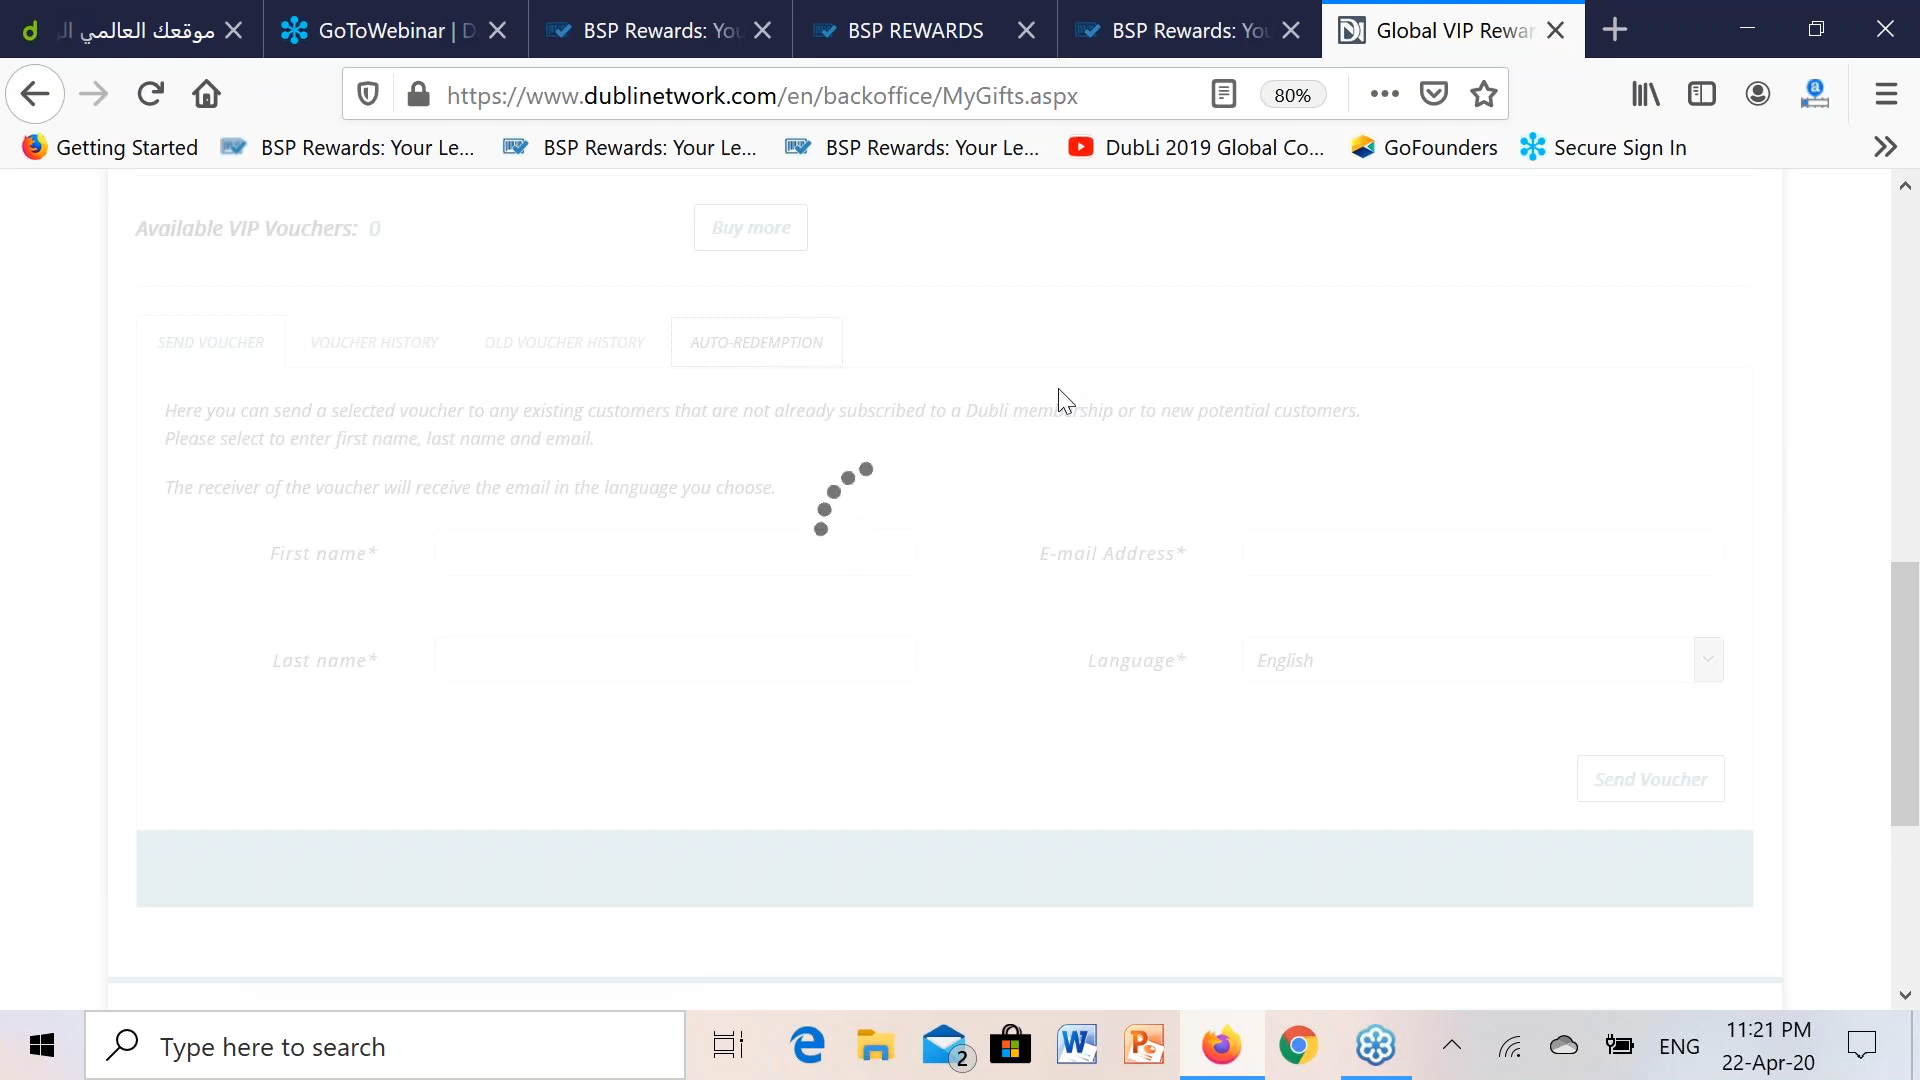 موقعك العالمي ال
GoToWebinar | D
BSP Rewards: You
BSP REWARDS
BSP Rewards: You
Global VIP Rewar
https://www.dublinetwork.com/en/backoffice/MyGifts.aspx
80%
Getting Started
BSP Rewards: Your Le...
BSP Rewards: Your Le...
BSP Rewards: Your Le...
DubLi 2019 Global Co...
GoFounders
Secure Sign In
Available VIP Vouchers: 0
Buy more
SEND VOUCHER
VOUCHER HISTORY
OLD VOUCHER HISTORY
AUTO-REDEMPTION
Here you can send a selected voucher to any existing customers that are not already subscribed to a Dubli membership or to new potential customers.
Please select to enter first name, last name and email.
The receiver of the voucher will receive the email in the language you choose.
First name*
E-mail Address*
Last name*
Language*
English
Send Voucher
Type here to search
2
ENG
11:21 PM
22-Apr-20